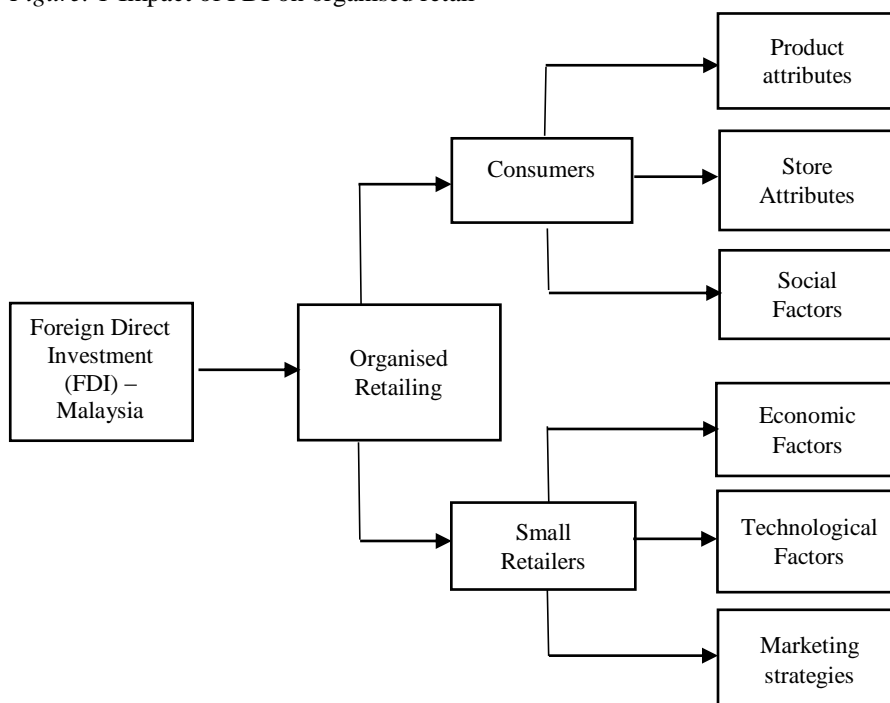 Figure. 1 Impact of FDI on organised retail
Product
attributes
Consumers
Store
Attributes
Social
Factors
Foreign Direct
Investment
(FDI) –
Malaysia
Organised
Retailing
Economic
Factors
Small
Retailers
Technological
Factors
Marketing
strategies